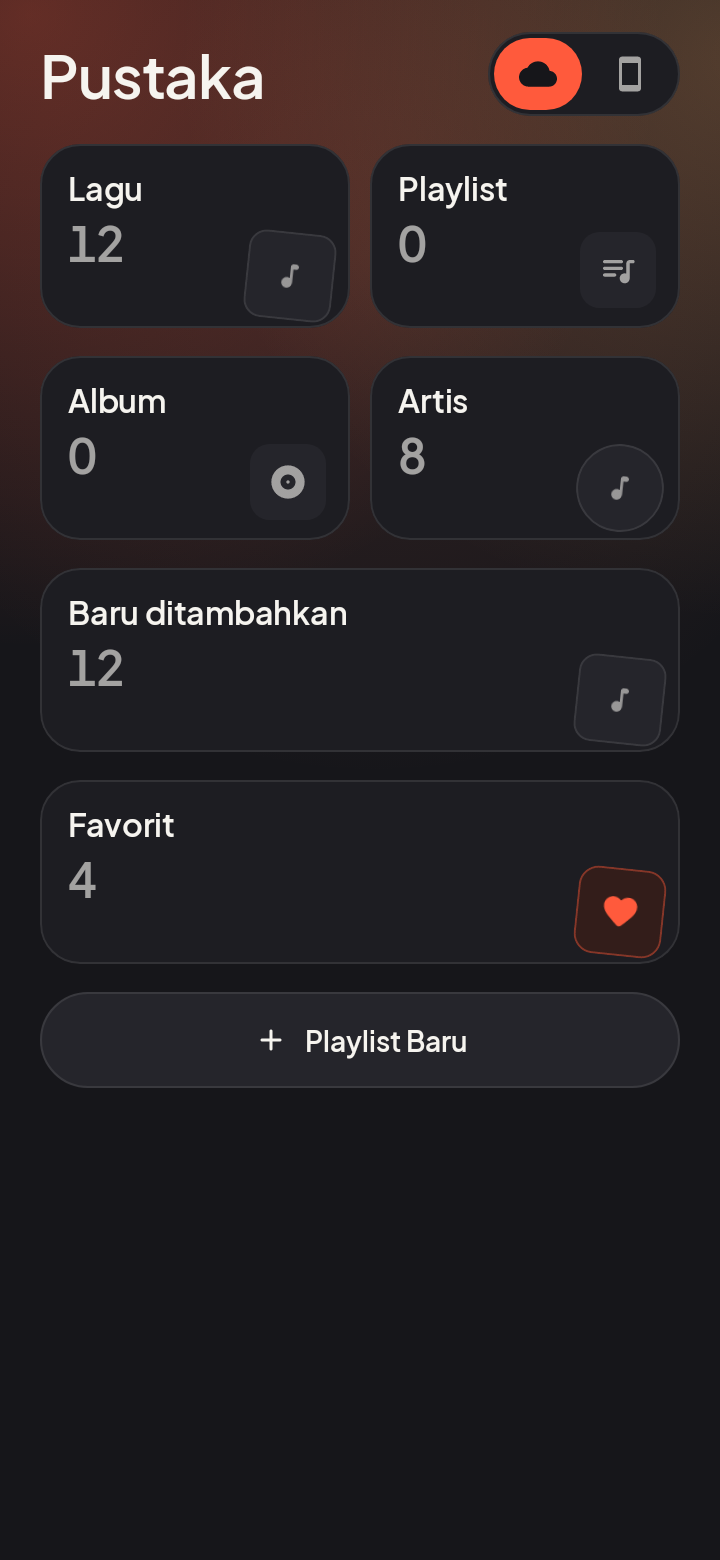 Pustaka
Lagu
12
Playlist
0
Album
0
Artis
8
Baru ditambahkan
12
Favorit
4
Playlist Baru